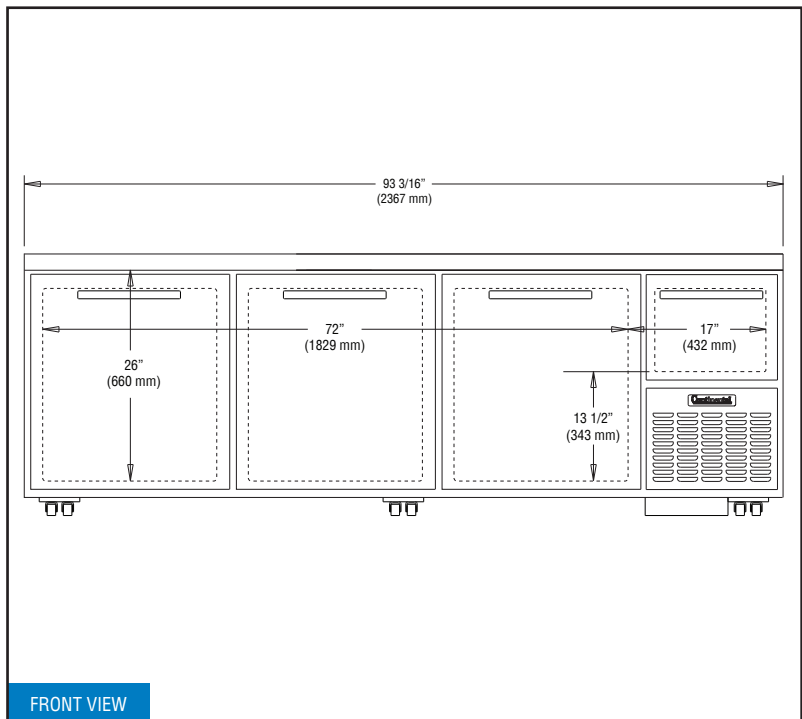 93 3/16”
(2367 mm)
72”
(1829 mm)
17”
(432 mm)
26”
(660 mm)
13 1/2”
(343 mm)
Continental
FRONT VIEW